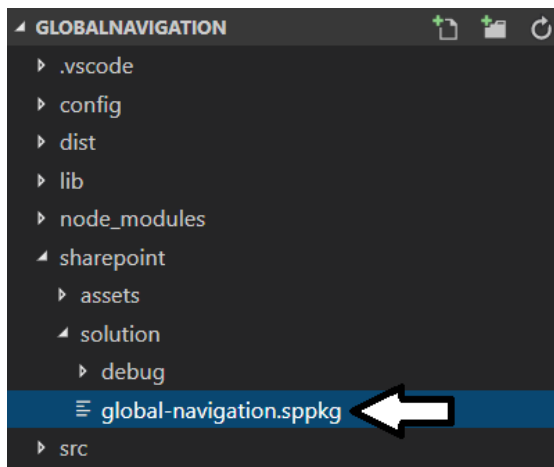 GLOBALNAVIGATION
.vscode
config
dist
lib
node_modules
sharepoint
assets
solution
debug
global-navigation.sppkg
src